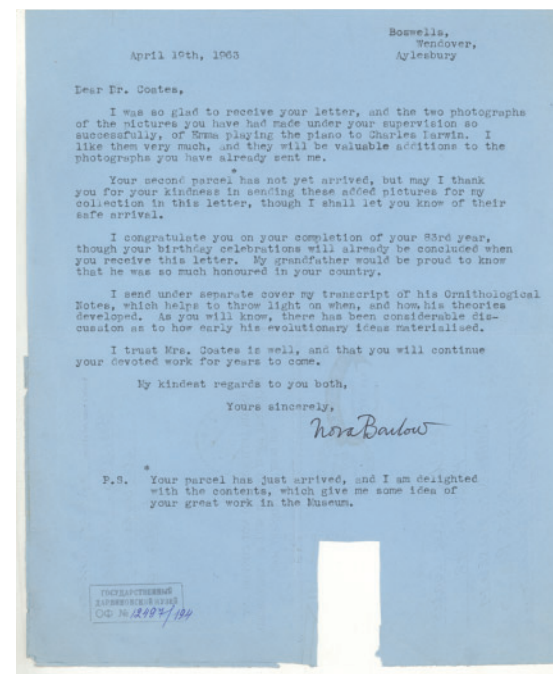 Boswells,
Wendover,
April 19th, 1963 Aylesbury
Dear Dr. Coates,
I was so glad to receive your letter, and the two photographs
of the pictures you have had made under your supervision so
successfully, of Emma playing the piano to Charles Darwin. I
like them very much, and they will be valuable additions to the
photographs you have already sent me.
Your second parcel has not yet arrived, but may I thank
you for your kindness in sending these added pictures for my
collection in this letter, though I shall let you know of their
safe arrival.
I congratulate you on your completion of your 83rd year,
though your birthday celebrations will already be concluded when
you receive this letter. My grandfather would be proud to know
that he was so much honoured in your country.
I send under separate cover my transcript of his Ornithological
Notes, which helps to throw light on when, and how, his theories
developed. As you will know, there has been considerable dis-
cussion as to how early his evolutionary ideas materialised.
I trust Mrs. Coates is well, and that you will continue
your devoted work for years to come.
My kindest regards to you both,
Yours sincerely,
Nora Barlow
*
P.S. Your parcel has just arrived, and I am delighted
with the contents, which give me some idea of
your great work in the Museum.
ГОСУДАРСТВЕННЫЙ
ДАРВИНОВСКИЙ МУЗЕЙ
ОФ № 12497/194